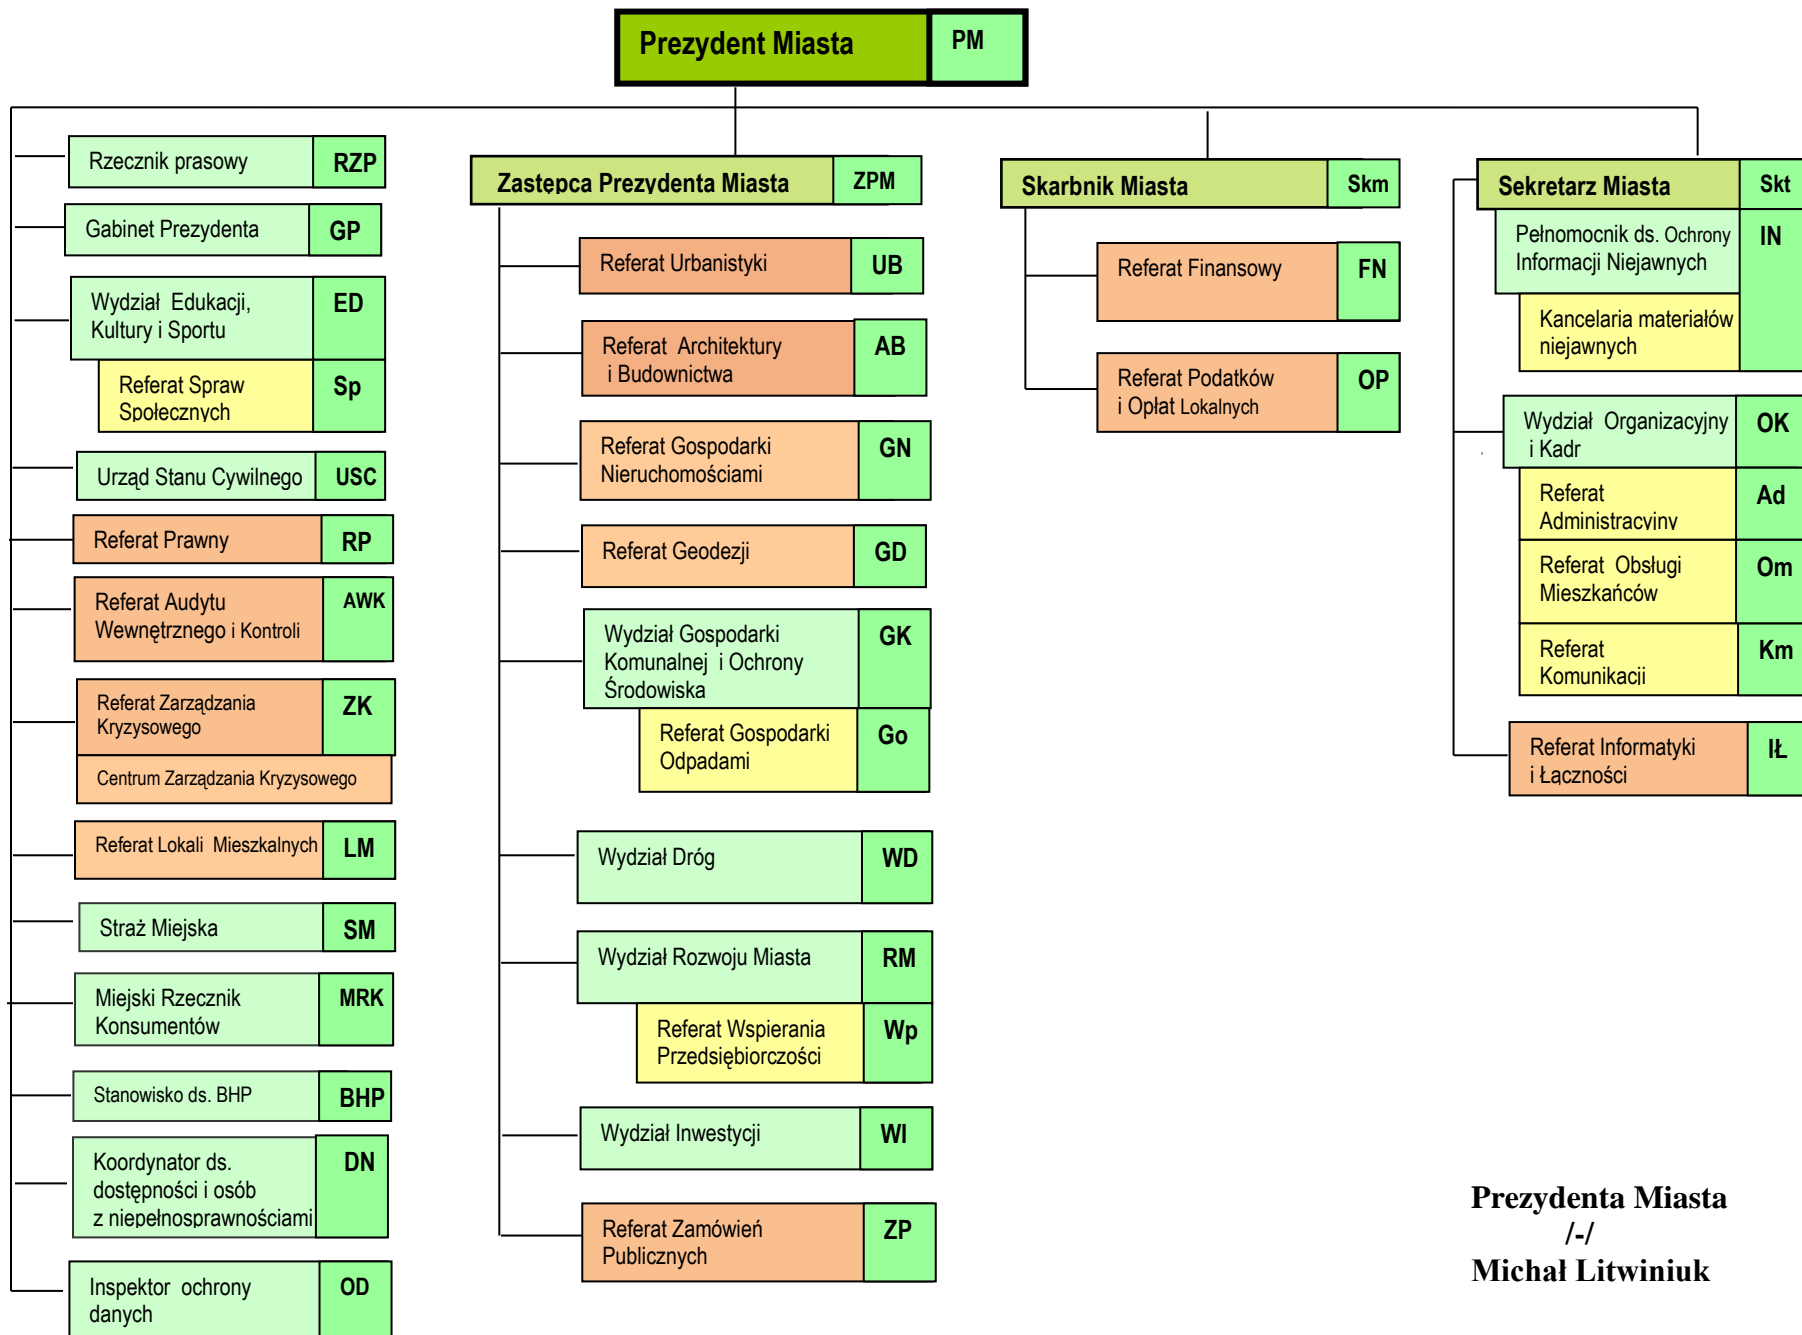 Prezydent Miasta PM
Rzecznik prasowy RZP
Gabinet Prezydenta GP
Wydział Edukacji, ED
Kultury i Sportu
Referat Spraw Sp
Społecznych
Urząd Stanu Cywilnego USC
Referat Prawny RP
Referat Audytu AWK
Wewnętrznego i Kontroli
Referat Zarządzania ZK
Kryzysowego
Centrum Zarządzania Kryzysowego
Referat Lokali Mieszkalnych LM
Straż Miejska SM
Miejski Rzecznik MRK
Konsumentów
Stanowisko ds. BHP BHP
Koordynator ds. DN
dostępności i osób
z niepełnosprawnościami
Inspektor ochrony OD
danych
Zastępca Prezydenta Miasta ZPM
Referat Urbanistyki UB
Referat Architektury AB
i Budownictwa
Referat Gospodarki GN
Nieruchomościami
Referat Geodezji GD
Wydział Gospodarki GK
Komunalnej i Ochrony
Środowiska
Referat Gospodarki Go
Odpadami
Wydział Dróg WD
Wydział Rozwoju Miasta RM
Referat Wspierania Wp
Przedsiębiorczości
Wydział Inwestycji WI
Referat Zamówień ZP
Publicznych
Skarbnik Miasta Skm
Referat Finansowy FN
Referat Podatków OP
i Opłat Lokalnych
Sekretarz Miasta Skt
Pełnomocnik ds. Ochrony IN
Informacji Niejawnych
Kancelaria materiałów
niejawnych
Wydział Organizacyjny OK
i Kadr
Referat Ad
Administracyjny
Referat Obsługi Om
Mieszkańców
Referat Km
Komunikacji
Referat Informatyki IŁ
i Łączności
Prezydenta Miasta
/-/
Michał Litwiniuk